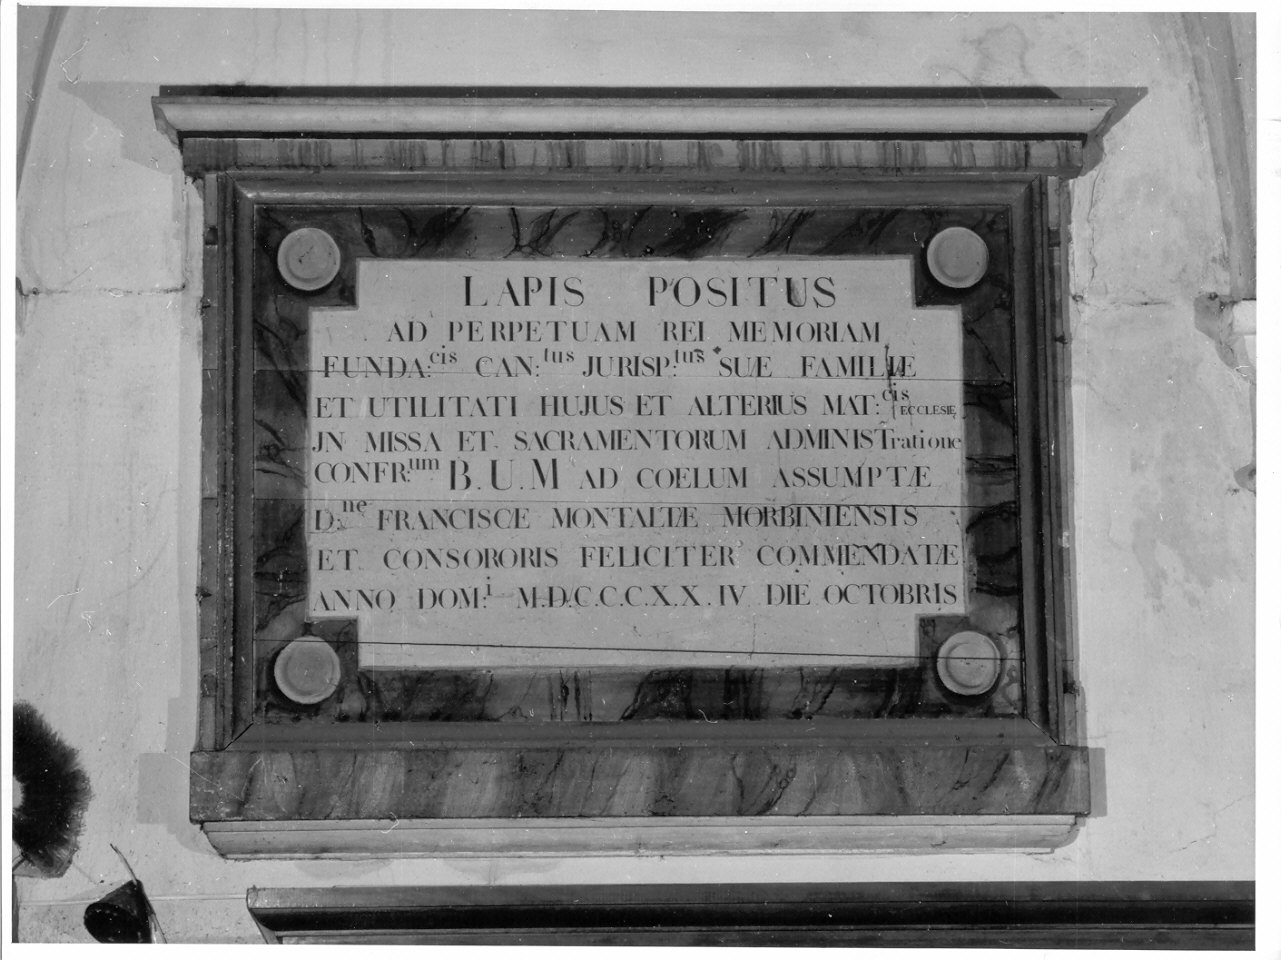 LAPIS POSITUS
AD PERPETUAM REI MEMORIAM
FUNDA:cis CAN:tus JURISP:tus SUÆ FAMILIÆ
ET UTILITATI HUJUS ET ALTERIUS MAT:cis ECCLESIĘ
JN MISSA ET SACRAMENTORUM ADMINISTratione
CONFR:um B.U.M AD COELUM ASSUMPTÆ
D:ne FRANCISCÆ MONTALTÆ MORBINENSIS
ET CONSORORIS FELICITER COMMENDATÆ
ANNO DOM:i M.D.C.C.X.X.IV DIE, OCTOBRIS